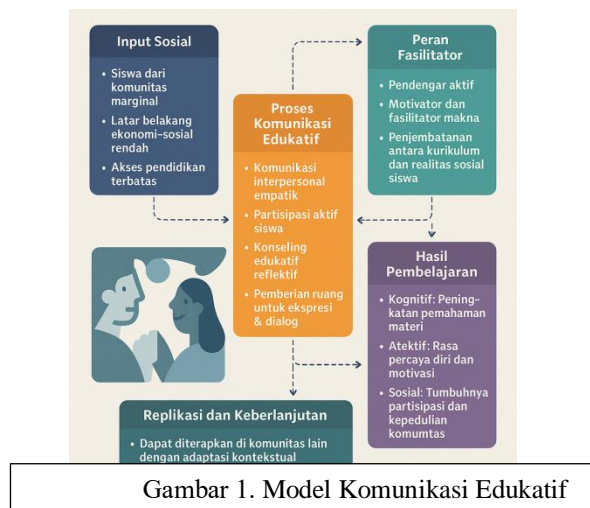 Input Sosial
• Siswa dari
komunitas
marginal
• Latar belakang
ekonomi-sosial
rendah
• Akses pendidikan
terbatas
Proses
Komunikasi
Edukatif
• Komunikasi
interpersonal
empatik
• Partisipasi aktif
siswa
• Konseling
edukatif
reflektif
• Pemberian ruang
untuk ekspresi
& dialog
Peran
Fasilitator
• Pendengar aktif
• Motivator dan
fasilitator makna
• Penjembatanan
antara kurikulum
dan realitas sosial
siswa
Hasil
Pembelajaran
• Kognitif: Pening-
katan pemahaman
materi
• Atektif: Rasa
percaya diri dan
motivasi
• Sosial: Tumbuhnya
partisipasi dan
kepedulian
komumtas
Replikasi dan Keberlanjutan
• Dapat diterapkan di komunitas lain
dengan adaptasi kontekstual
Gambar 1. Model Komunikasi Edukatif